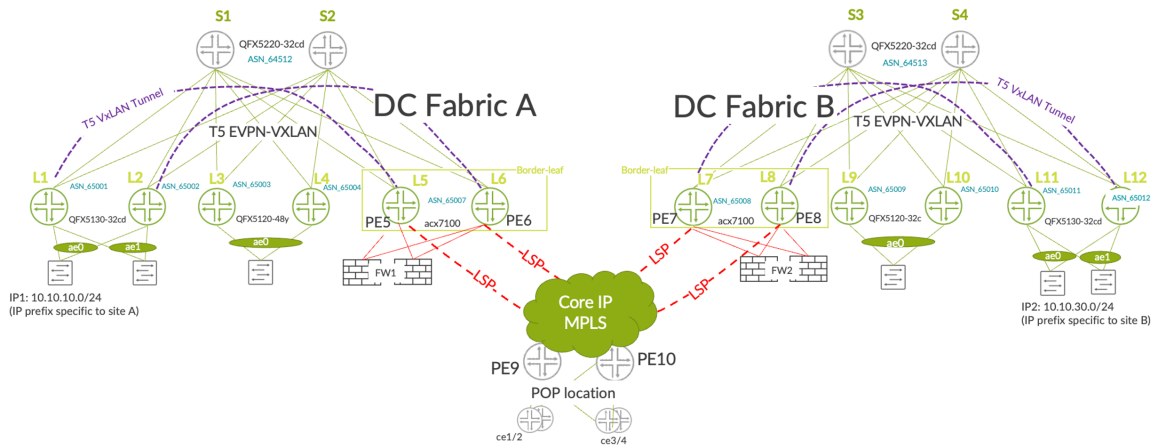 S1
S2
S3
S4
QFX5220-32cd
ASN_64512
QFX5220-32cd
ASN_64513
T5 VxLAN Tunnel
DC Fabric A
DC Fabric B
T5 VxLAN Tunnel
T5 EVPN-VXLAN
T5 EVPN-VXLAN
L1
L2
L3
L4
L5
L6
Border-leaf
Border-leaf
L7
L8
L9
L10
L11
L12
ASN_65001
ASN_65002
ASN_65003
ASN_65004
ASN_65007
ASN_65008
ASN_65009
ASN_65010
ASN_65011
ASN_65012
QFX5130-32cd
QFX5120-48y
PE5
acx7100
PE6
PE7
acx7100
PE8
QFX5120-32c
QFX5130-32cd
ae0
ae1
ae0
ae0
ae0
ae1
FW1
FW2
LSP
LSP
LSP
LSP
IP1: 10.10.10.0/24
(IP prefix specific to site A)
IP2: 10.10.30.0/24
(IP prefix specific to site B)
Core IP
MPLS
PE9
PE10
POP location
ce1/2
ce3/4